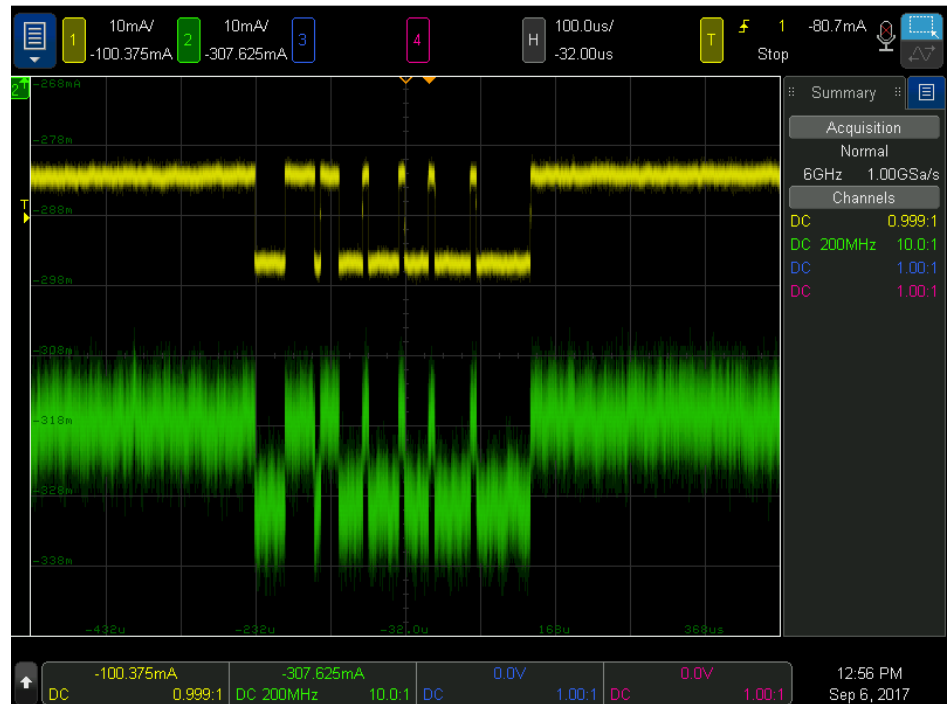 1 10mA/ -100.375mA
2 10mA/ -307.625mA
3
4
H 100.0us/ -32.00us
T 1 -80.7mA
Stop
2
-268mA
-278m
T
-288m
-298m
-308m
-318m
-328m
-338m
-432u -232u -32.0u 168u 368us
Summary
Acquisition
Normal
6GHz 1.00GSa/s
Channels
DC 0.999:1
DC 200MHz 10.0:1
DC 1.00:1
DC 1.00:1
-100.375mA -307.625mA 0.0V 0.0V
DC 0.999:1 DC 200MHz 10.0:1 DC 1.00:1 DC 1.00:1
12:56 PM
Sep 6, 2017